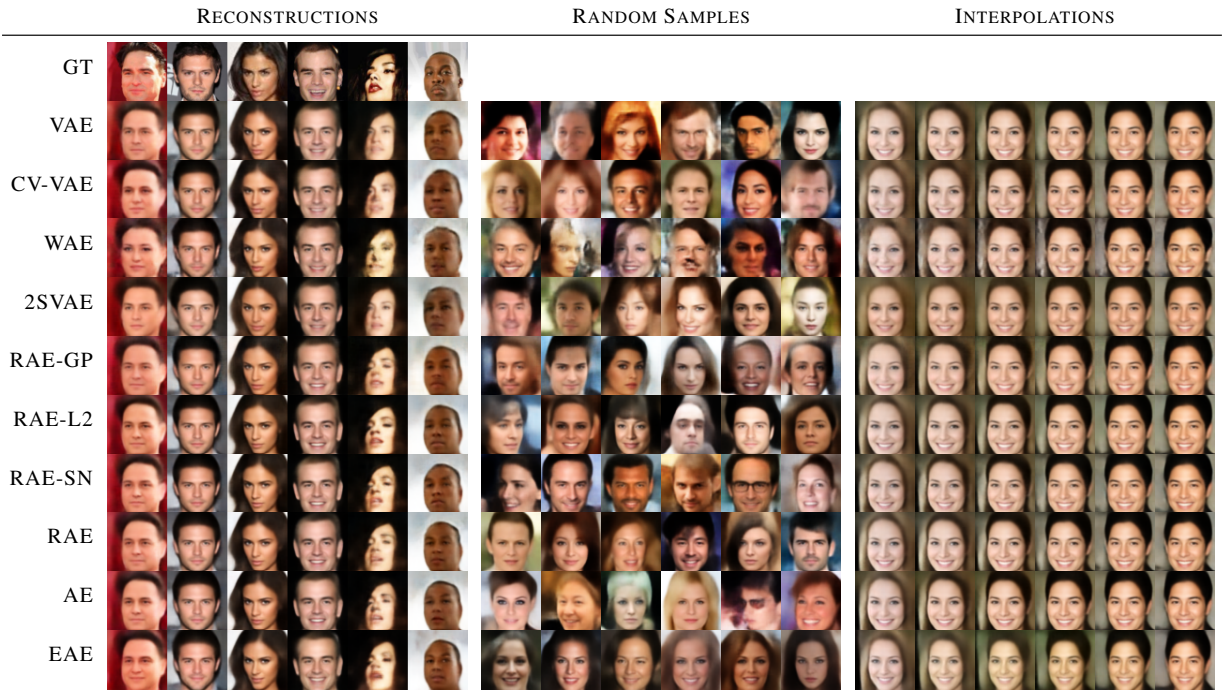 RECONSTRUCTIONS RANDOM SAMPLES INTERPOLATIONS
GT
VAE
CV-VAE
WAE
2SVAE
RAE-GP
RAE-L2
RAE-SN
RAE
AE
EAE